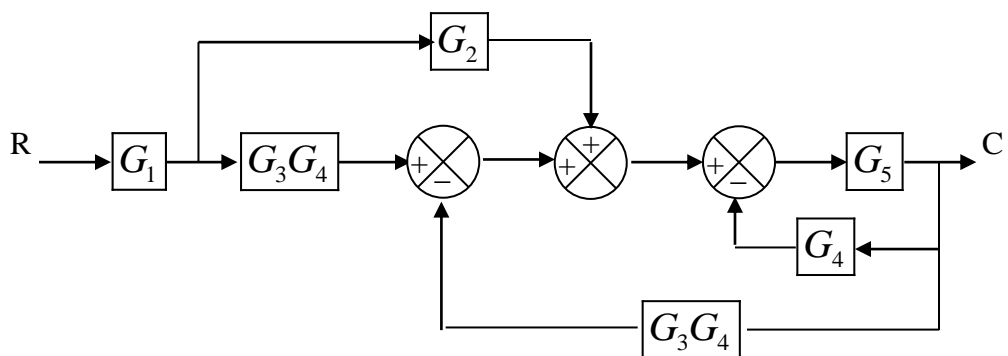 G₂
+
R
G₁
G₃G₄
+
−
+
+
−
G₅
C
G₄
G₃G₄